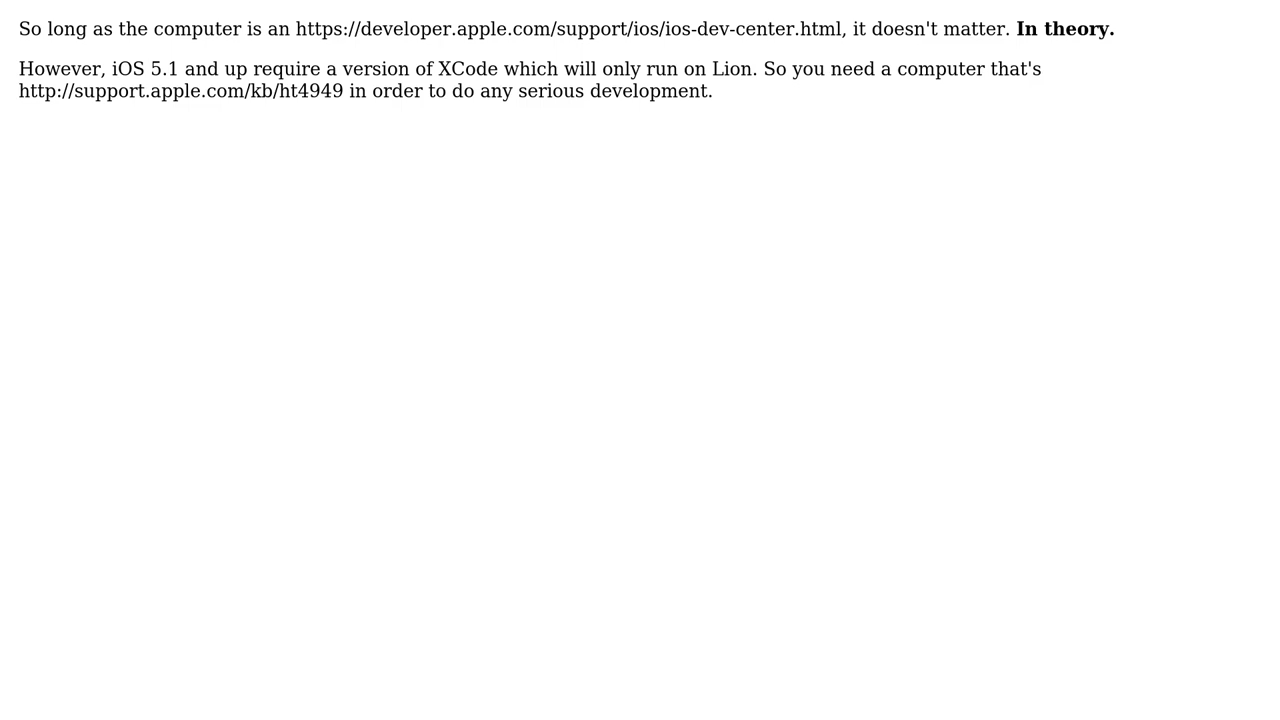 So long as the computer is an https://developer.apple.com/support/ios/ios-dev-center.html, it doesn't matter. In theory.
However, iOS 5.1 and up require a version of XCode which will only run on Lion. So you need a computer that's
http://support.apple.com/kb/ht4949 in order to do any serious development.